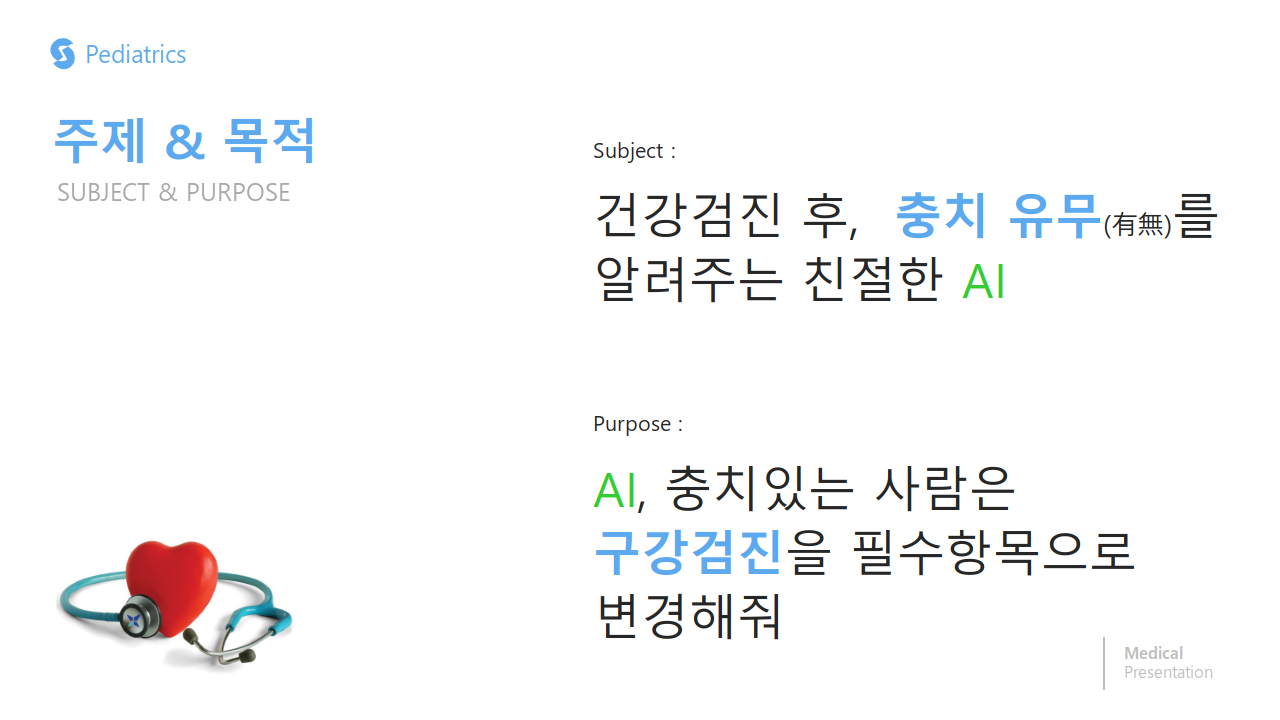 Pediatrics
주제 & 목적
SUBJECT & PURPOSE
Subject :
건강검진 후, 충치 유무(有無)를
알려주는 친절한 AI
Purpose :
AI, 충치있는 사람은
구강검진을 필수항목으로
변경해줘
Medical
Presentation